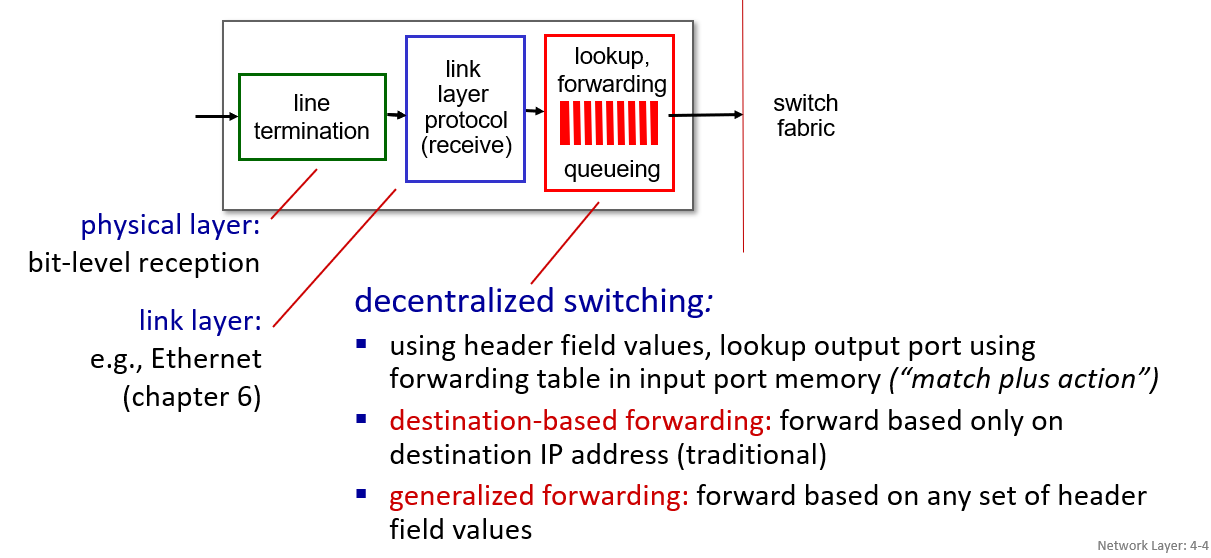 line
termination
link
layer
protocol
(receive)
lookup,
forwarding
queueing
switch
fabric
physical layer:
bit-level reception
link layer:
e.g., Ethernet
(chapter 6)
decentralized switching:
using header field values, lookup output port using
forwarding table in input port memory (“match plus action”)
destination-based forwarding: forward based only on
destination IP address (traditional)
generalized forwarding: forward based on any set of header
field values
Network Layer: 4-4